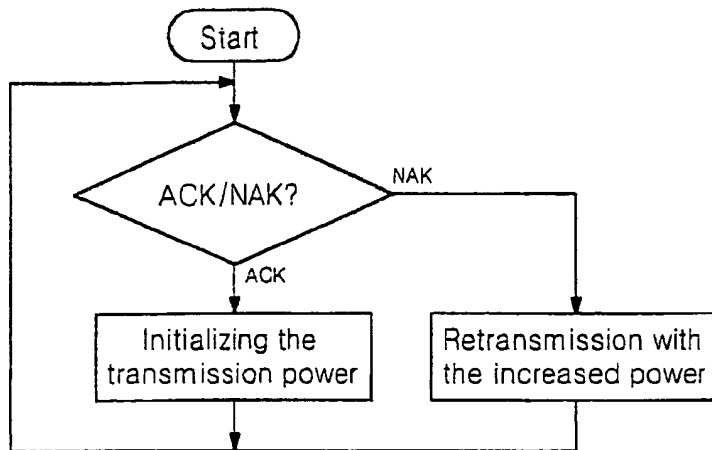 Start
ACK/NAK?
NAK
ACK
Initializing the
transmission power
Retransmission with
the increased power